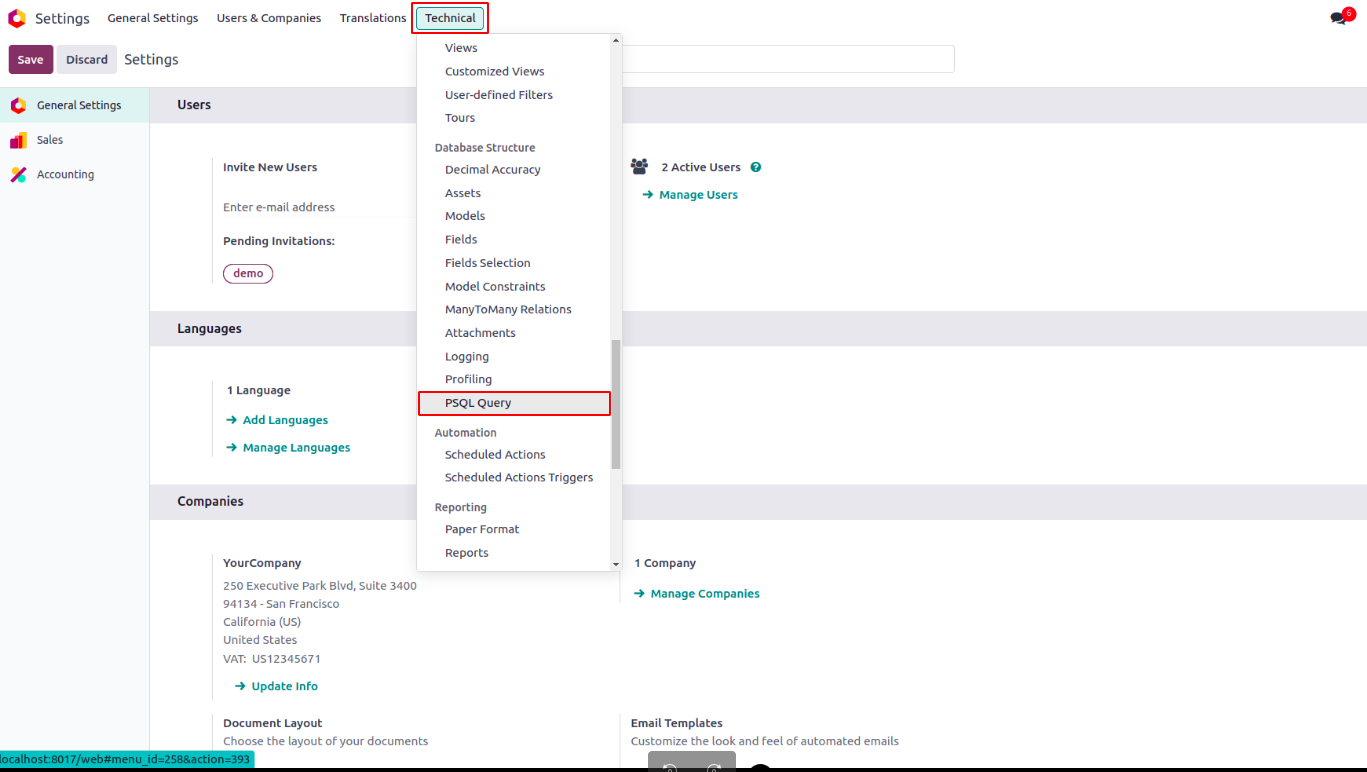 Settings General Settings Users & Companies Translations Technical 6
Save Discard Settings
General Settings
Sales
Accounting
Views
Customized Views
User-defined Filters
Tours
Database Structure
Decimal Accuracy
Assets
Models
Fields
Fields Selection
Model Constraints
ManyToMany Relations
Attachments
Logging
Profiling
PSQL Query
Automation
Scheduled Actions
Scheduled Actions Triggers
Reporting
Paper Format
Reports
Users
Invite New Users
Enter e-mail address
Pending Invitations:
demo
2 Active Users ?
Manage Users
Languages
1 Language
Add Languages
Manage Languages
Companies
YourCompany
250 Executive Park Blvd, Suite 3400
94134 - San Francisco
California (US)
United States
VAT: US12345671
Update Info
1 Company
Manage Companies
Document Layout
Choose the layout of your documents
Email Templates
Customize the look and feel of automated emails
localhost:8017/web#menu_id=258&action=393